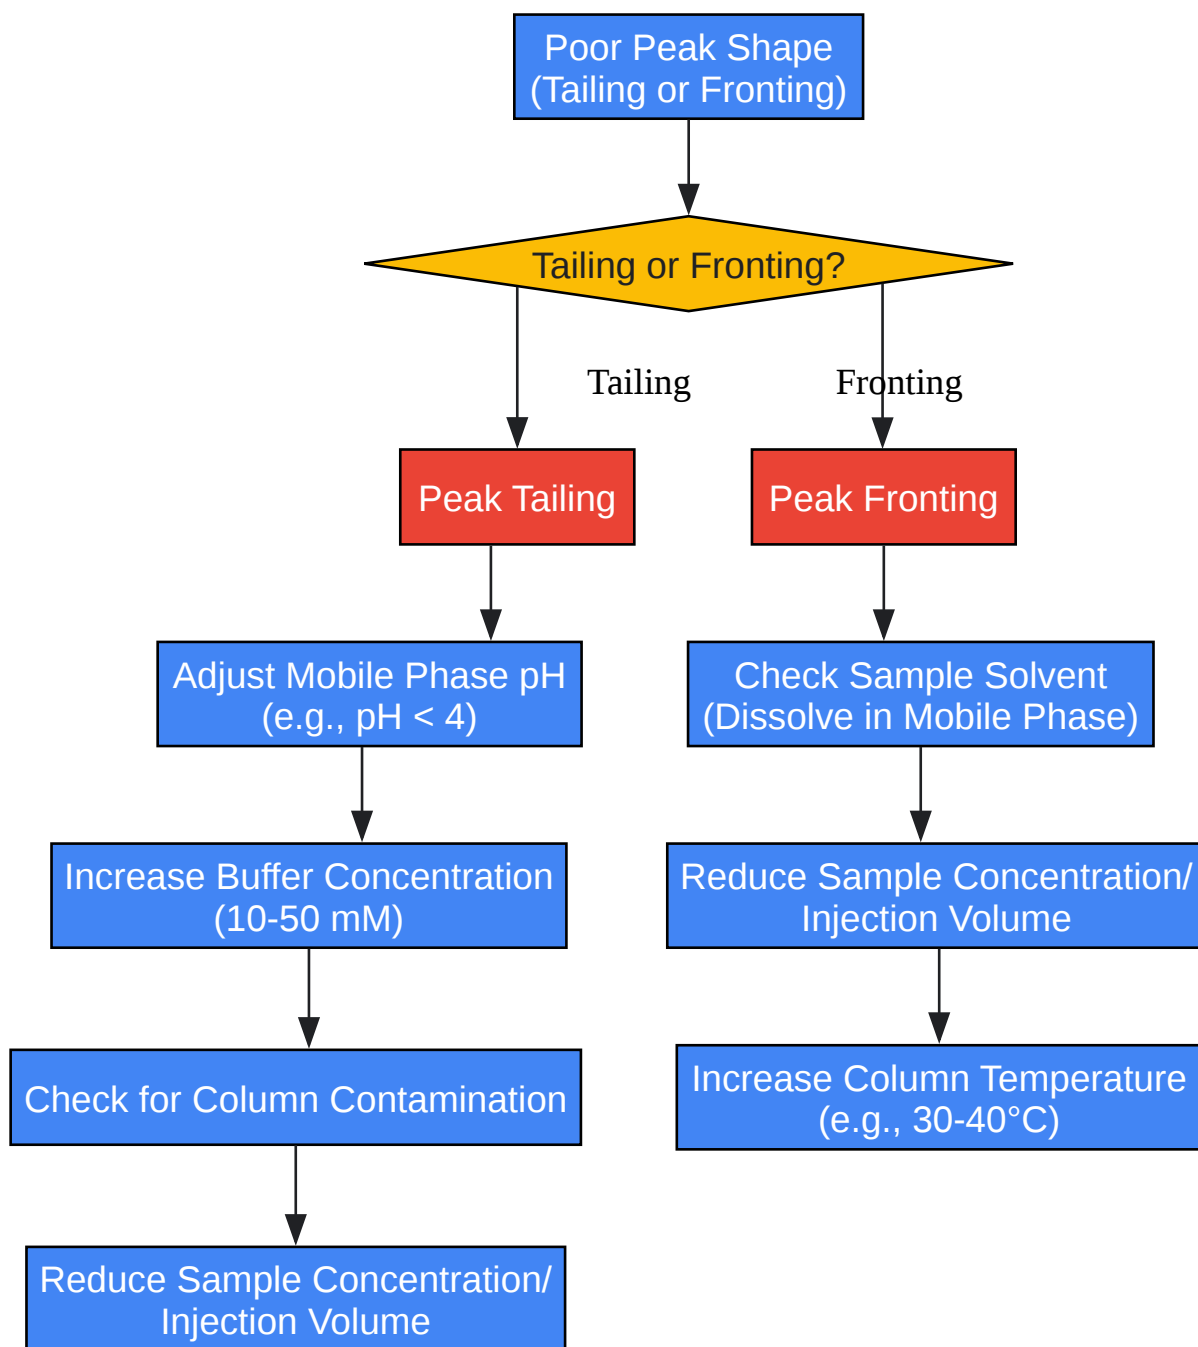 Poor Peak Shape
(Tailing or Fronting)
Tailing or Fronting?
Tailing
Fronting
Peak Tailing
Peak Fronting
Adjust Mobile Phase pH
(e.g., pH < 4)
Check Sample Solvent
(Dissolve in Mobile Phase)
Increase Buffer Concentration
(10-50 mM)
Reduce Sample Concentration/
Injection Volume
Check for Column Contamination
Increase Column Temperature
(e.g., 30-40°C)
Reduce Sample Concentration/
Injection Volume